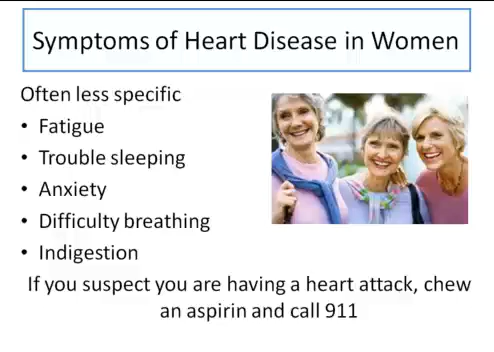 Symptoms of Heart Disease in Women
Often less specific
• Fatigue
• Trouble sleeping
• Anxiety
• Difficulty breathing
• Indigestion
If you suspect you are having a heart attack, chew
an aspirin and call 911